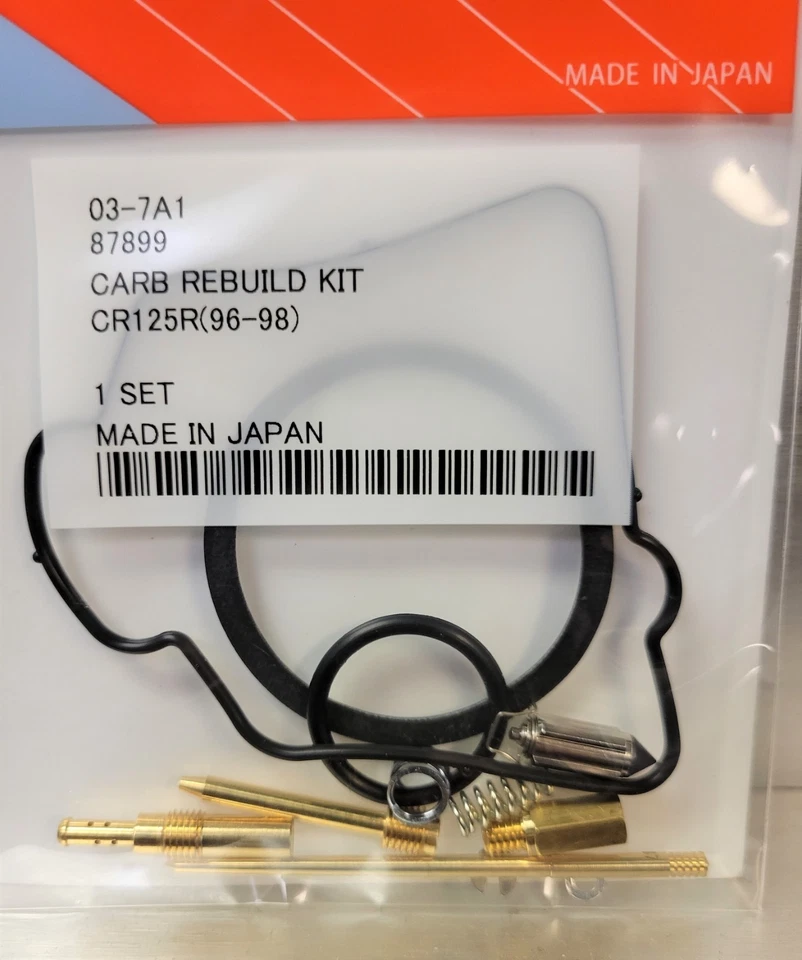 MADE IN JAPAN
03-7A1
87899
CARB REBUILD KIT
CR125R(96-98)
1 SET
MADE IN JAPAN